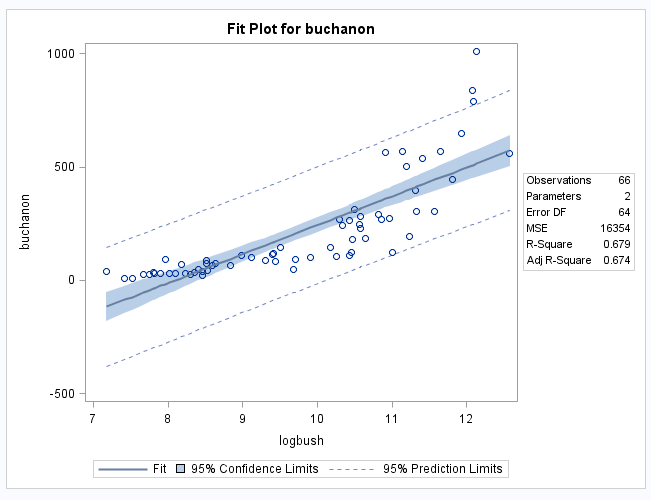 Fit Plot for buchanon
1000
500
0
-500
buchanon
7 8 9 10 11 12
logbush
Observations 66
Parameters 2
Error DF 64
MSE 16354
R-Square 0.679
Adj R-Square 0.674
Fit 95% Confidence Limits 95% Prediction Limits